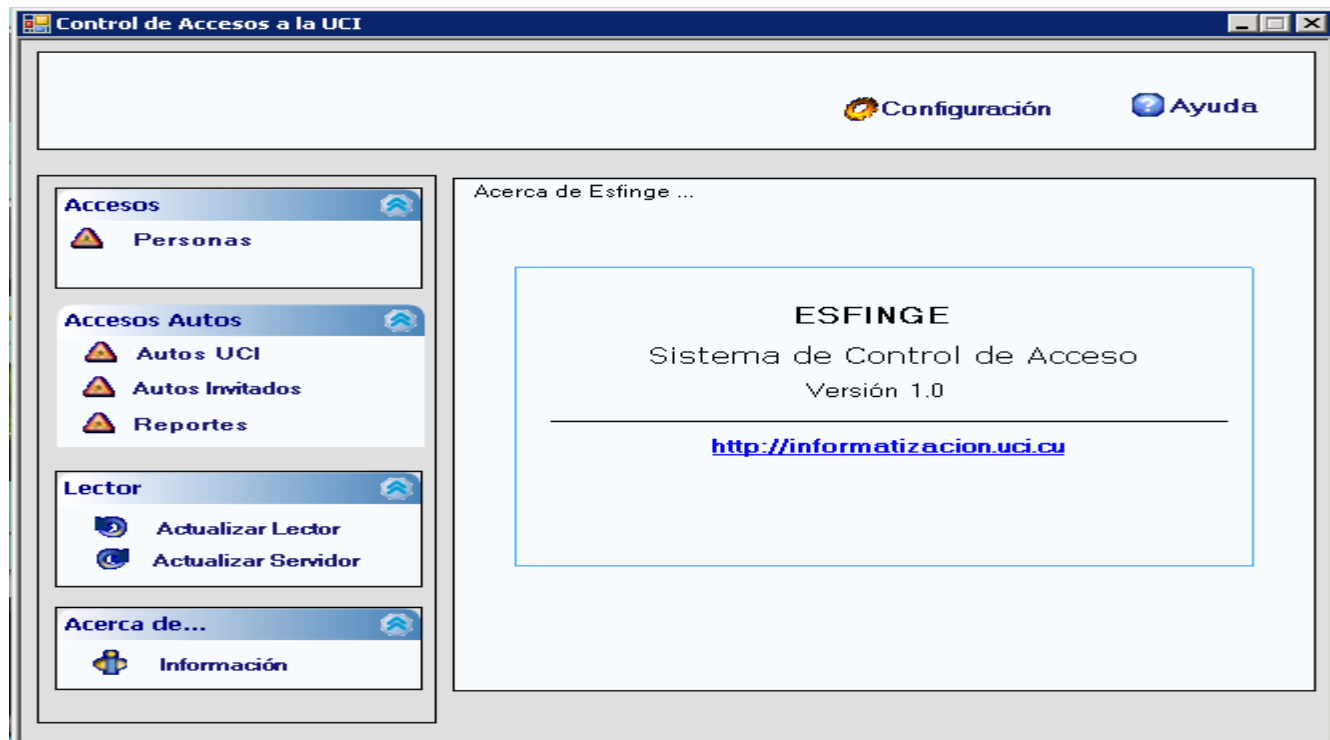 Control de Accesos a la UCI
Configuración
Ayuda
Accesos
Personas
Accesos Autos
Autos UCI
Autos Invitados
Reportes
Lector
Actualizar Lector
Actualizar Servidor
Acerca de...
Información
Acerca de Esfinge ...
ESFINGE
Sistema de Control de Acceso
Versión 1.0
http://informatizacion.uci.cu